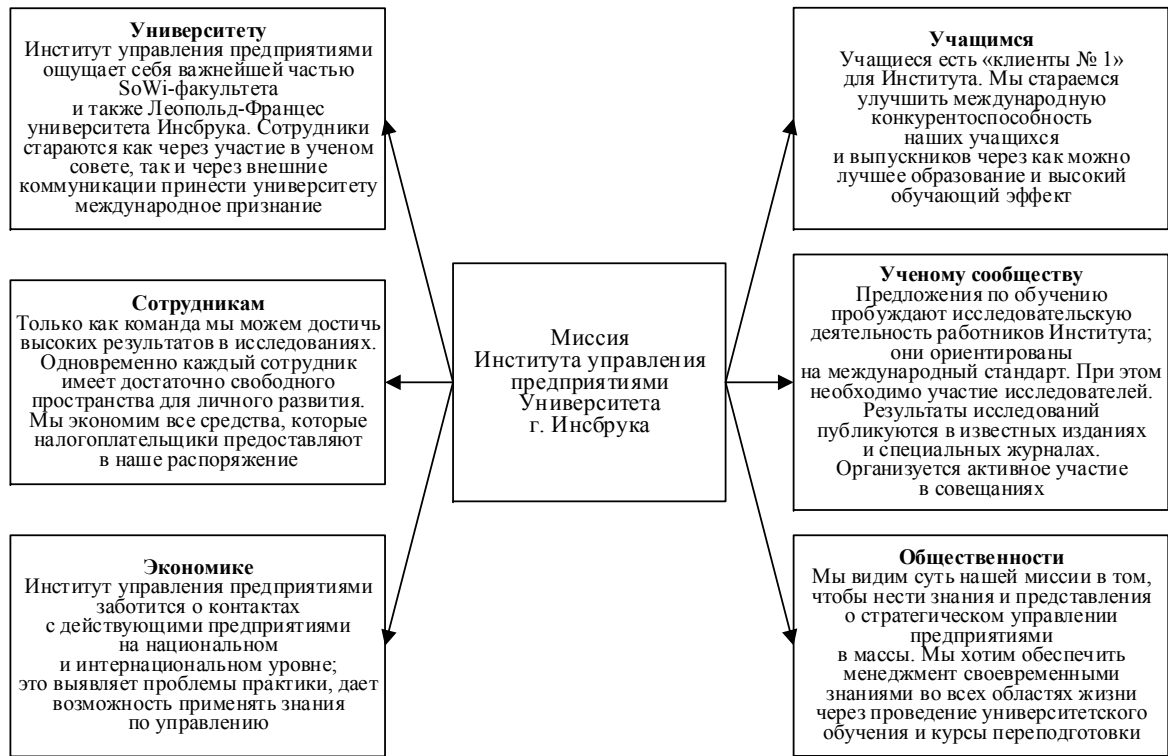 Университету
Институт управления предприятиями
ощущает себя важнейшей частью
SoWi-факультета
и также Леопольд-Францес
университета Инсбрука. Сотрудники
стараются как через участие в ученом
совете, так и через внешние
коммуникации принести университету
международное признание
Сотрудникам
Только как команда мы можем достичь
высоких результатов в исследованиях.
Одновременно каждый сотрудник
имеет достаточно свободного
пространства для личного развития.
Мы экономим все средства, которые
налогоплательщики предоставляют
в наше распоряжение
Экономике
Институт управления предприятиями
заботится о контактах
с действующими предприятиями
на национальном
и интернациональном уровне;
это выявляет проблемы практики, дает
возможность применять знания
по управлению
Миссия
Института управления
предприятиями
Университета
г. Инсбрука
Учащимся
Учащиеся есть «клиенты № 1»
для Института. Мы стараемся
улучшить международную
конкурентоспособность
наших учащихся
и выпускников через как можно
лучшее образование и высокий
обучающий эффект
Ученому сообществу
Предложения по обучению
пробуждают исследовательскую
деятельность работников Института;
они ориентированы
на международный стандарт. При этом
необходимо участие исследователей.
Результаты исследований
публикуются в известных изданиях
и специальных журналах.
Организуется активное участие
в совещаниях
Общественности
Мы видим суть нашей миссии в том,
чтобы нести знания и представления
о стратегическом управлении
предприятиями
в массы. Мы хотим обеспечить
менеджмент своевременными
знаниями во всех областях жизни
через проведение университетского
обучения и курсы переподготовки